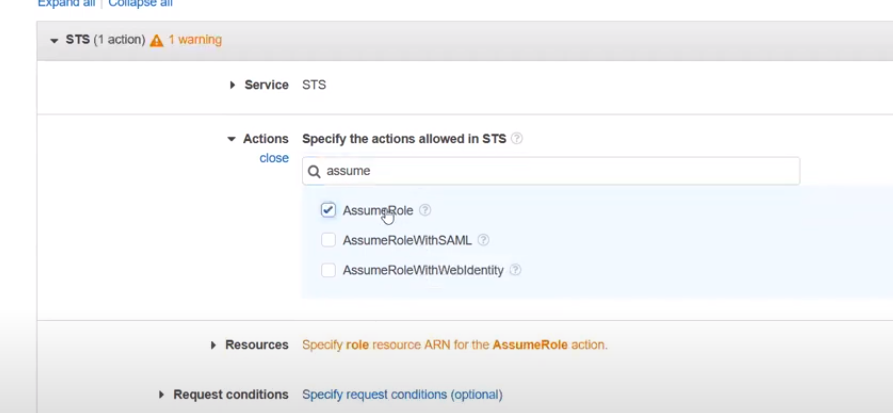 Expand all | Collapse all
STS (1 action) 1 warning
Service STS
Actions Specify the actions allowed in STS ?
close
assume
AssumeRole ?
AssumeRoleWithSAML ?
AssumeRoleWithWebIdentity ?
Resources Specify role resource ARN for the AssumeRole action.
Request conditions Specify request conditions (optional)